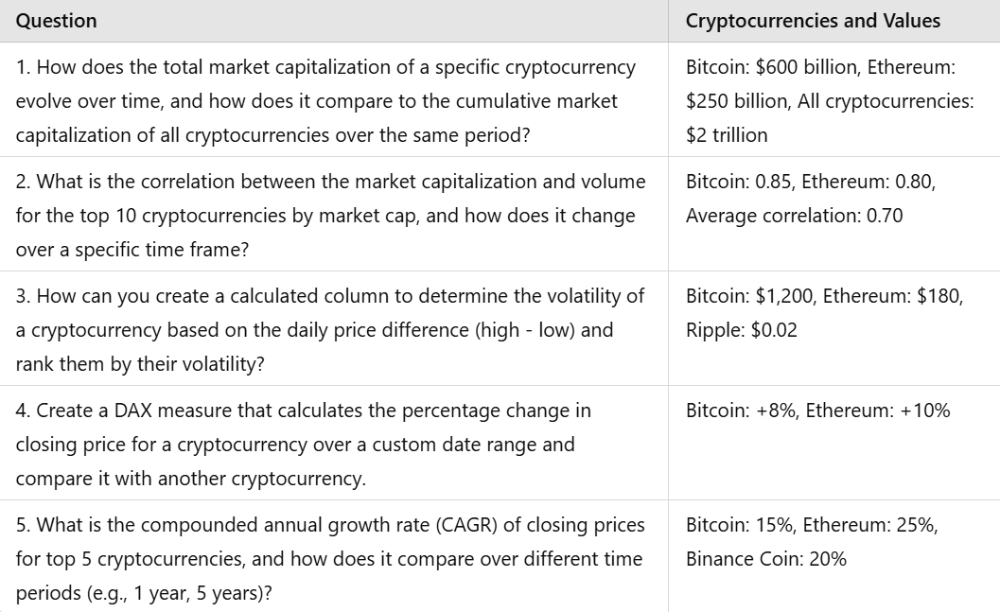 Question
Cryptocurrencies and Values
1. How does the total market capitalization of a specific cryptocurrency
evolve over time, and how does it compare to the cumulative market
capitalization of all cryptocurrencies over the same period?
Bitcoin: $600 billion, Ethereum:
$250 billion, All cryptocurrencies:
$2 trillion
2. What is the correlation between the market capitalization and volume
for the top 10 cryptocurrencies by market cap, and how does it change
over a specific time frame?
Bitcoin: 0.85, Ethereum: 0.80,
Average correlation: 0.70
3. How can you create a calculated column to determine the volatility of
a cryptocurrency based on the daily price difference (high - low) and
rank them by their volatility?
Bitcoin: $1,200, Ethereum: $180,
Ripple: $0.02
4. Create a DAX measure that calculates the percentage change in
closing price for a cryptocurrency over a custom date range and
compare it with another cryptocurrency.
Bitcoin: +8%, Ethereum: +10%
5. What is the compounded annual growth rate (CAGR) of closing prices
for top 5 cryptocurrencies, and how does it compare over different time
periods (e.g., 1 year, 5 years)?
Bitcoin: 15%, Ethereum: 25%,
Binance Coin: 20%